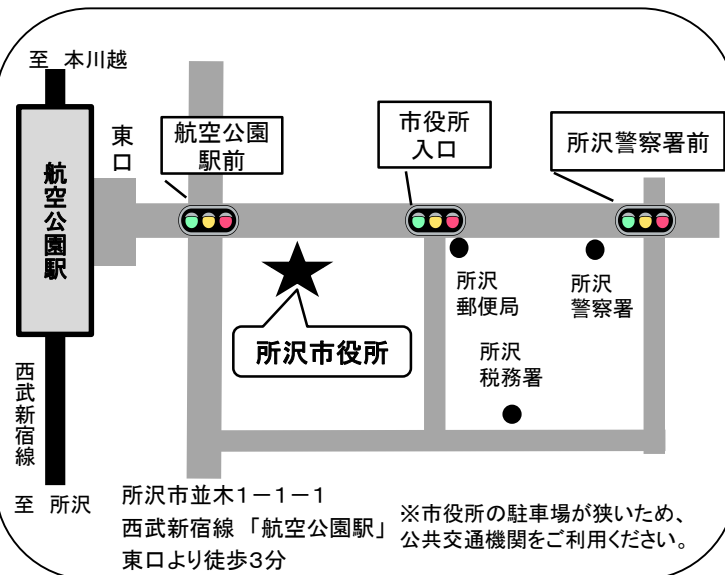 至 本川越
東口
航空公園
駅前
市役所
入口
所沢警察署前
航空公園駅
所沢
郵便局
所沢
警察署
所沢市役所
所沢
税務署
西武新宿線
至 所沢
所沢市並木1－1－1
西武新宿線 「航空公園駅」
東口より徒歩3分
※市役所の駐車場が狭いため、
公共交通機関をご利用ください。